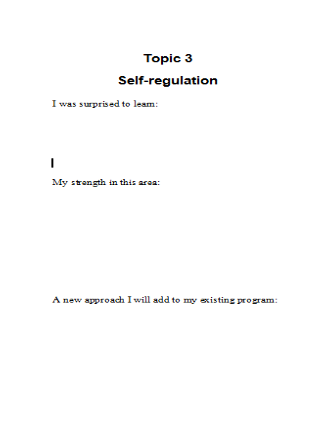 Topic 3
Self-regulation
I was surprised to learn:
My strength in this area:
A new approach I will add to my existing program: